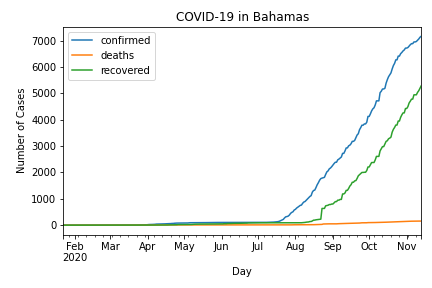 COVID-19 in Bahamas
confirmed
deaths
recovered
Number of Cases
7000
6000
5000
4000
3000
2000
1000
0
Feb Mar Apr May Jun Jul Aug Sep Oct Nov
2020
Day